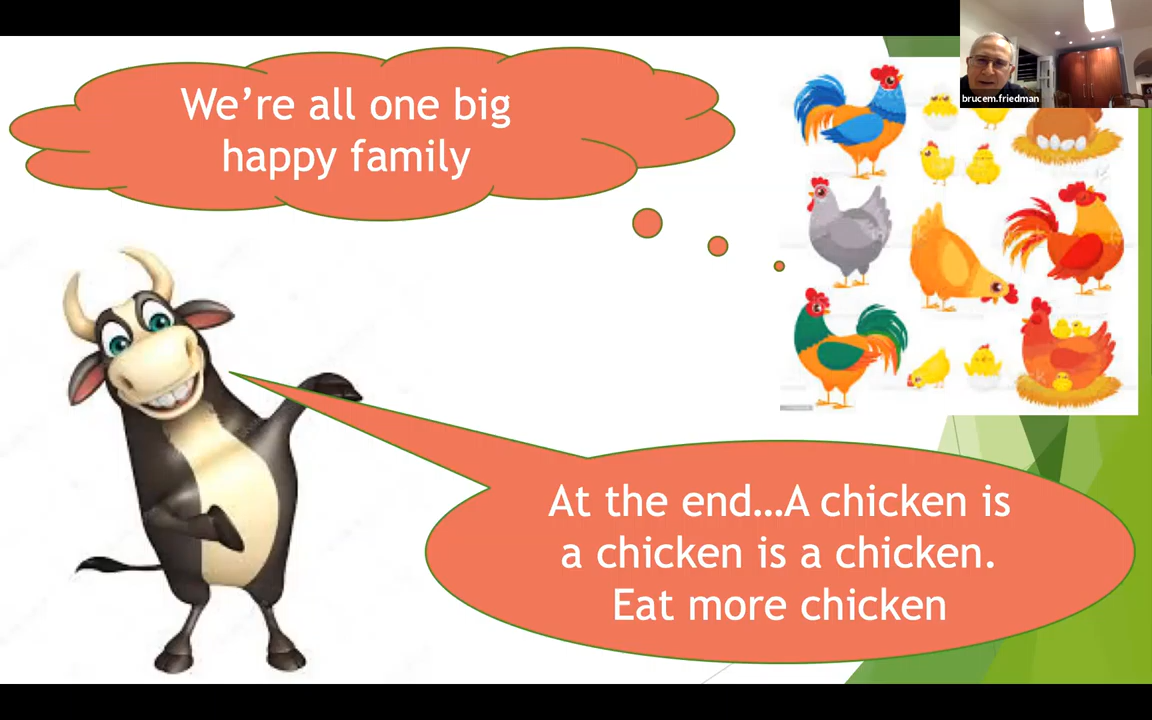 We’re all one big
happy family
brucem.friedman
At the end…A chicken is
a chicken is a chicken.
Eat more chicken